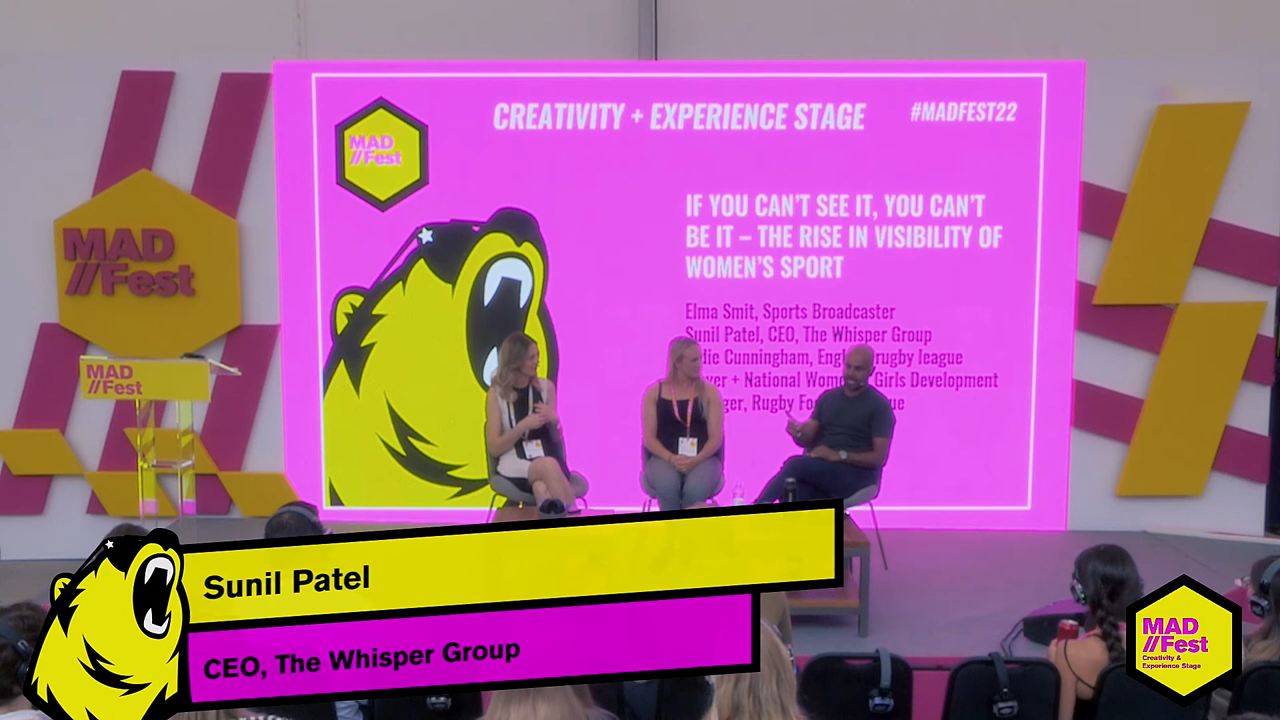 CREATIVITY + EXPERIENCE STAGE
#MADFEST22
MAD
//Fest
IF YOU CAN'T SEE IT, YOU CAN'T
BE IT – THE RISE IN VISIBILITY OF
WOMEN'S SPORT
Elma Smit, Sports Broadcaster
Sunil Patel, CEO, The Whisper Group
Cunningham, rugby league
+ National Girls Development
Rugby
MAD
//Fest
MAD
//Fest
Sunil Patel
CEO, The Whisper Group
MAD
//Fest
Creativity &
Experience Stage